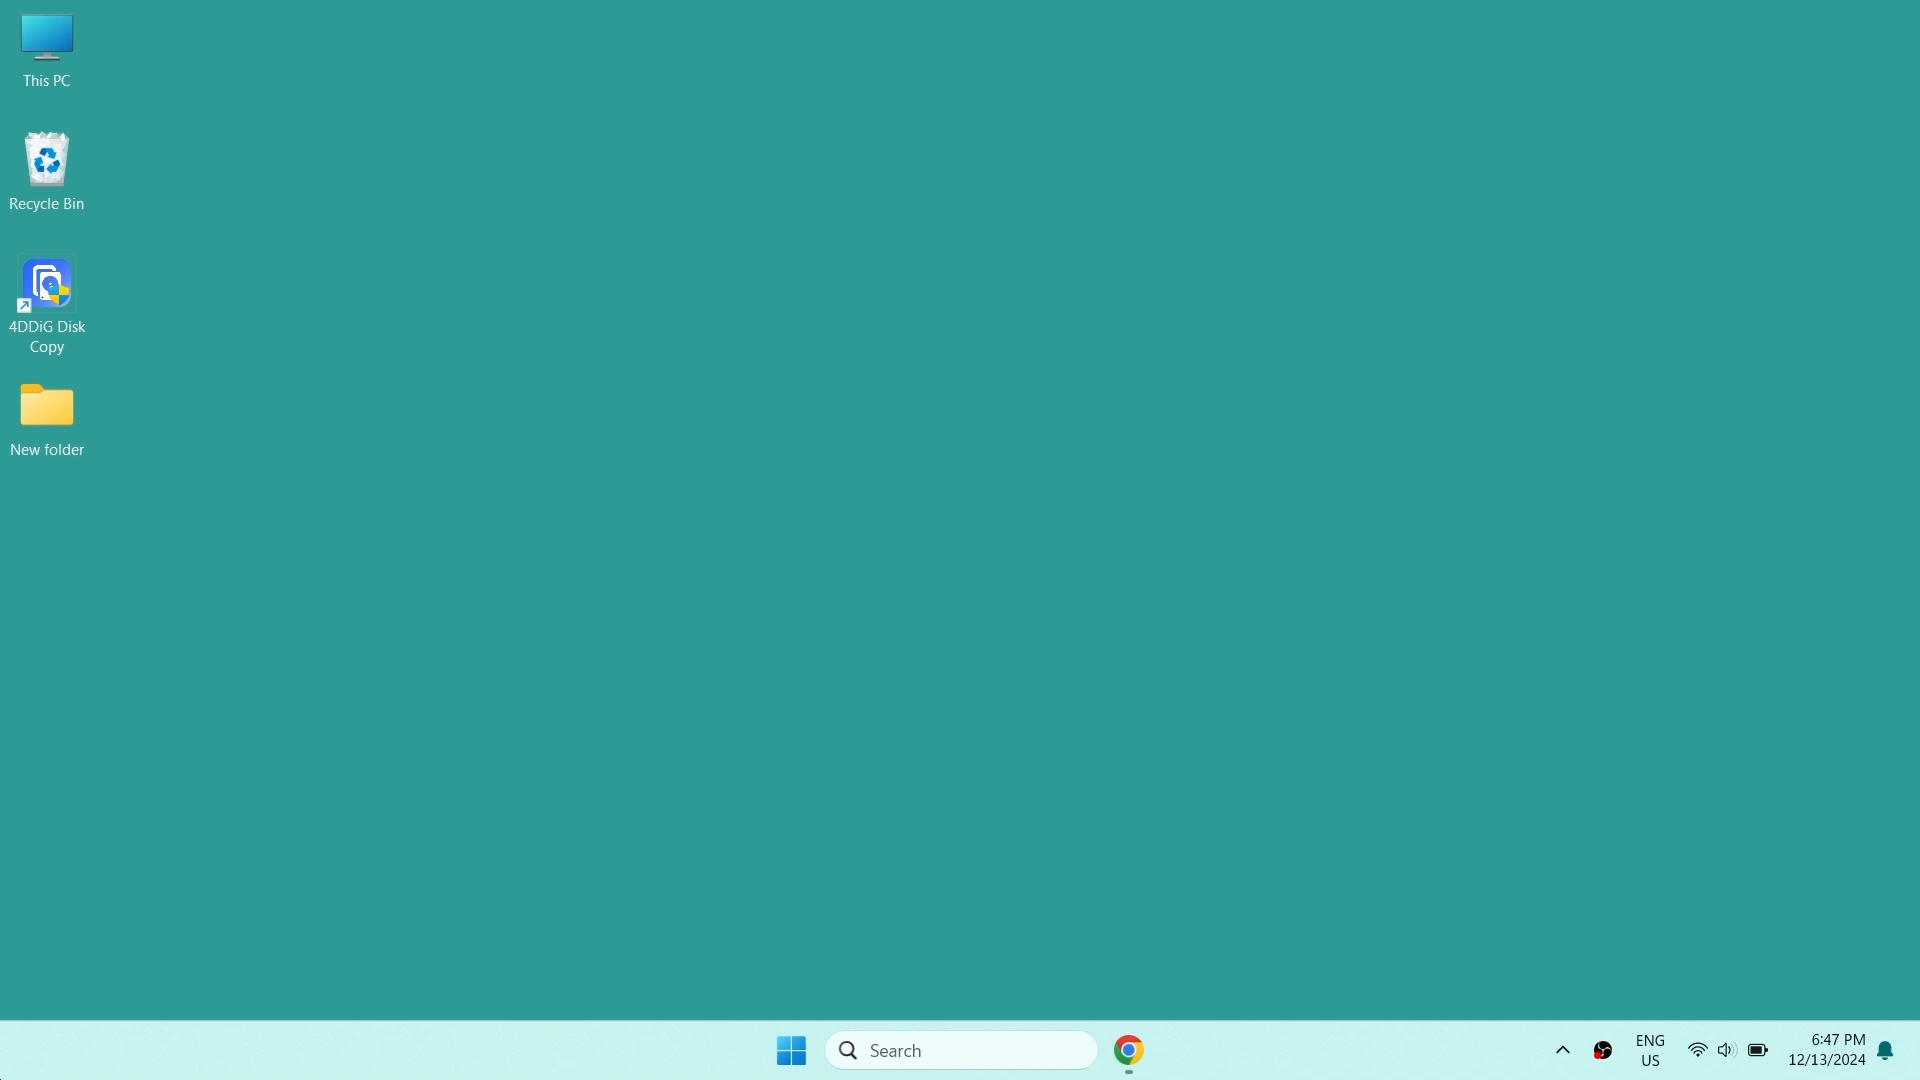 This PC
Recycle Bin
4DDiG Disk
Copy
New folder
Search
ENG
US
6:47 PM
12/13/2024